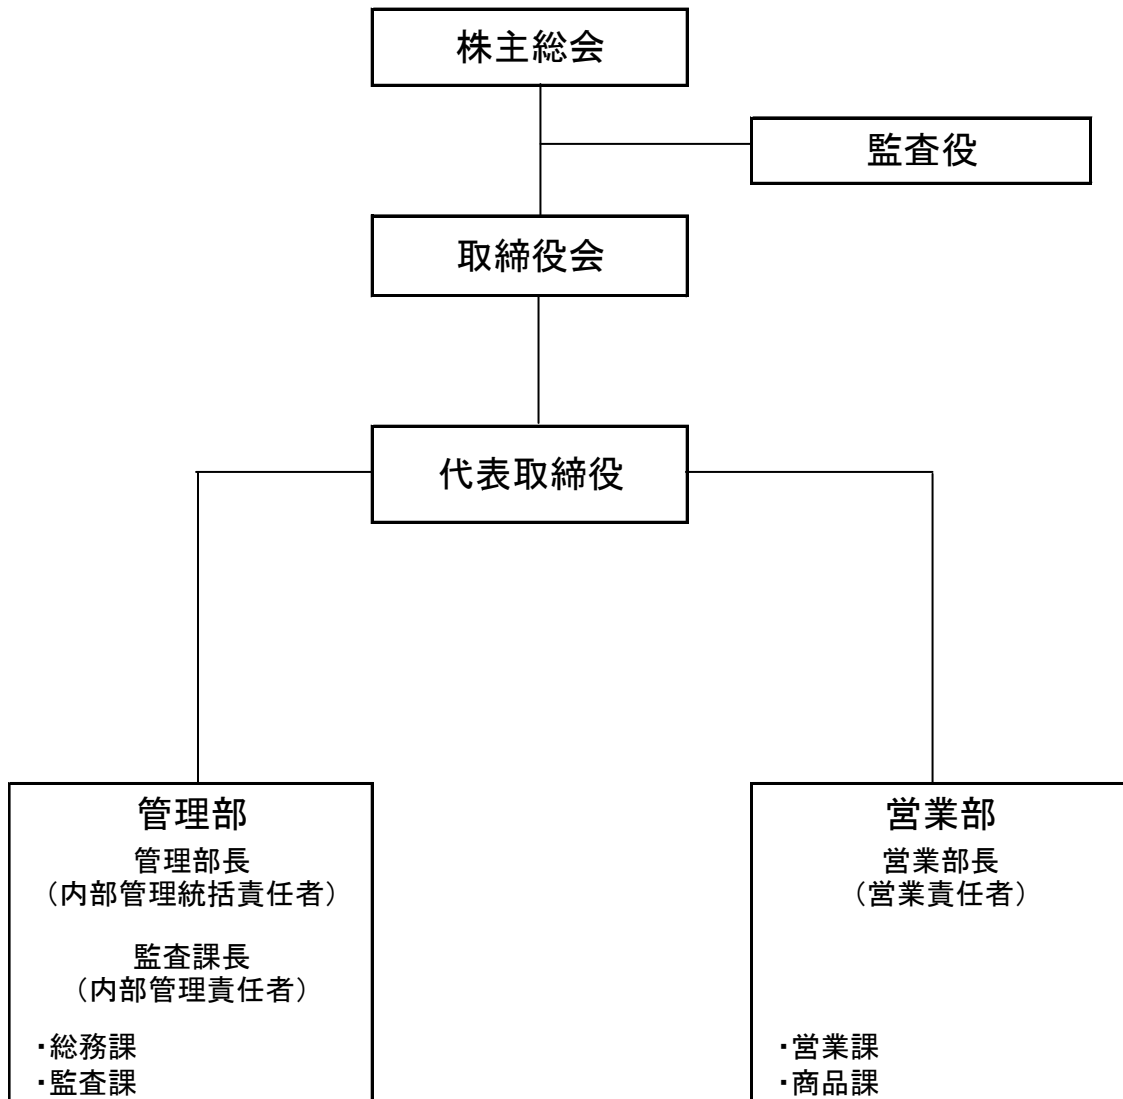 株主総会
監査役
取締役会
代表取締役
管理部
管理部長
（内部管理統括責任者）
監査課長
（内部管理責任者）
・総務課
・監査課
営業部
営業部長
（営業責任者）
・営業課
・商品課